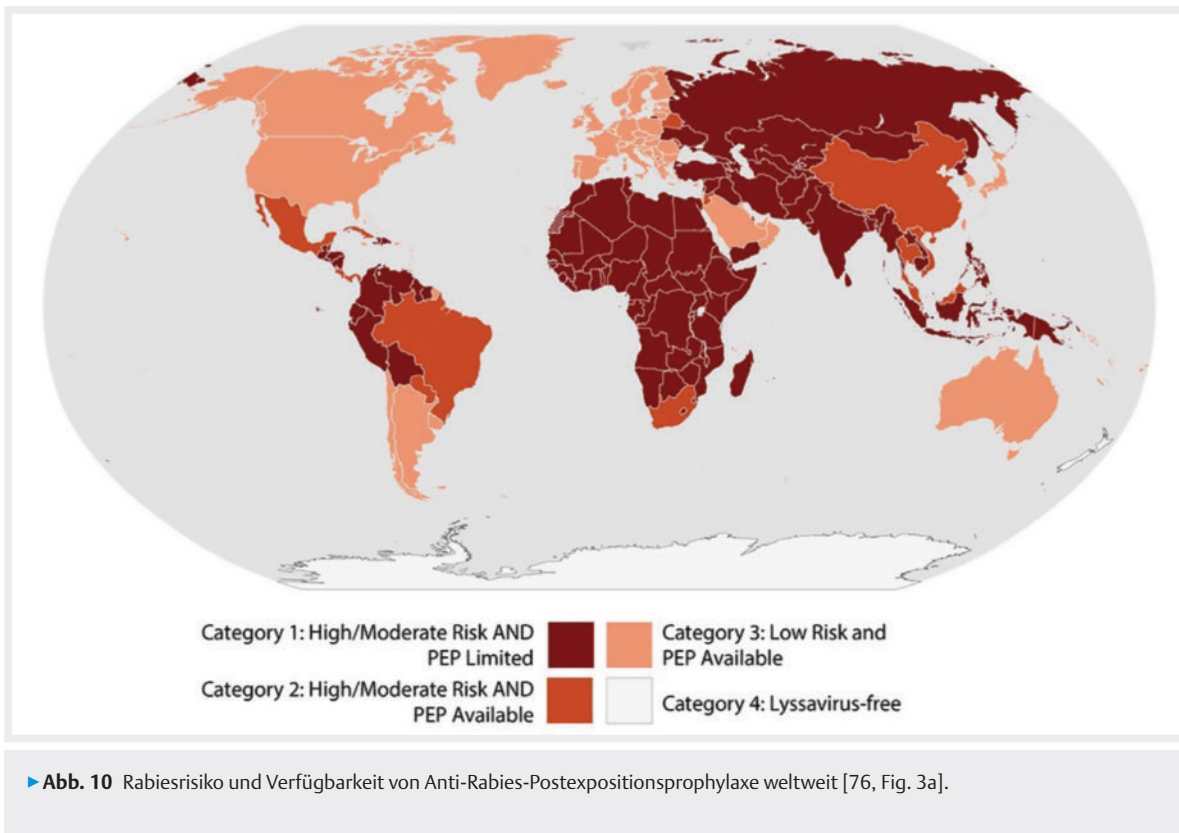 Category 1: High/Moderate Risk AND
PEP Limited
Category 2: High/Moderate Risk AND
PEP Available
Category 3: Low Risk and
PEP Available
Category 4: Lyssavirus-free
►Abb. 10 Rabiesrisiko und Verfügbarkeit von Anti-Rabies-Postexpositionsprophylaxe weltweit [76, Fig. 3a].